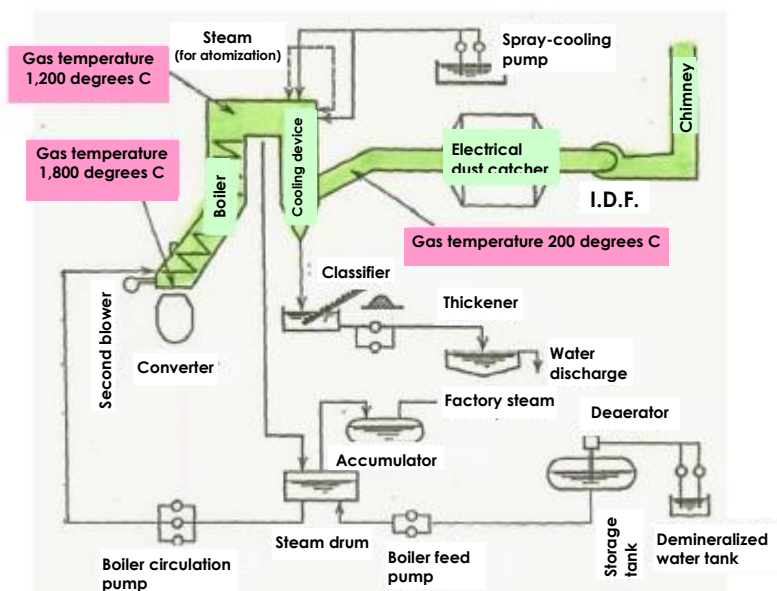 Steam
(for atomization)
Spray-cooling
pump
Gas temperature
1,200 degrees C
Chimney
Gas temperature
1,800 degrees C
Boiler
Cooling device
Electrical
dust catcher
I.D.F.
Gas temperature 200 degrees C
Classifier
Thickener
Second blower
Converter
Water
discharge
Factory steam
Deaerator
Accumulator
Steam drum
Boiler feed
pump
Boiler circulation
pump
Storage
tank
Demineralized
water tank